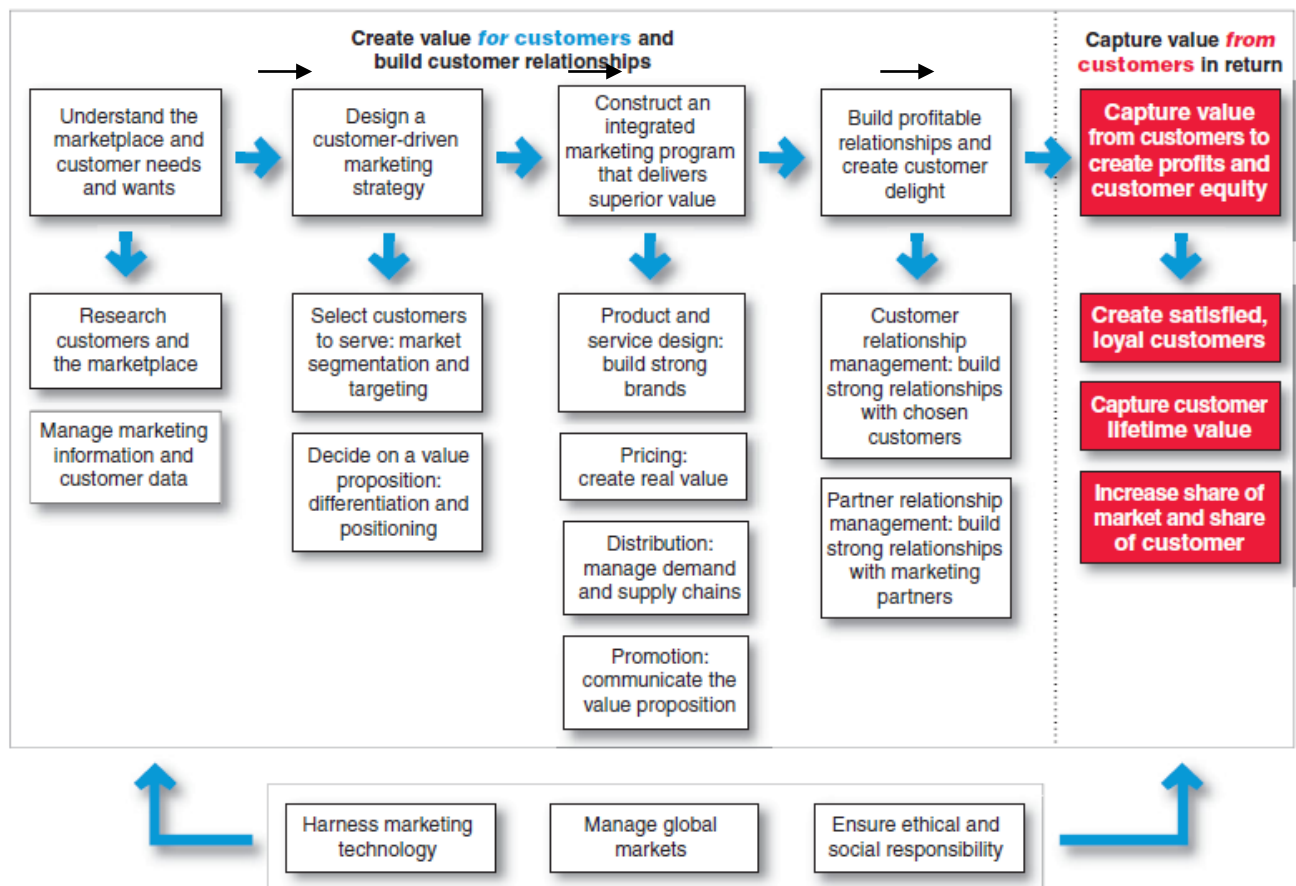 Create value for customers and
build customer relationships
Capture value from
customers in return
Understand the
marketplace and
customer needs
and wants
Design a
customer-driven
marketing
strategy
Construct an
integrated
marketing program
that delivers
superior value
Build profitable
relationships and
create customer
delight
Capture value
from customers to
create profits and
customer equity
Research
customers and
the marketplace
Manage marketing
information and
customer data
Select customers
to serve: market
segmentation and
targeting
Decide on a value
proposition:
differentiation and
positioning
Product and
service design:
build strong
brands
Pricing:
create real value
Distribution:
manage demand
and supply chains
Promotion:
communicate the
value proposition
Customer
relationship
management: build
strong relationships
with chosen
customers
Partner relationship
management: build
strong relationships
with marketing
partners
Create satisfied,
loyal customers
Capture customer
lifetime value
Increase share of
market and share
of customer
Harness marketing
technology
Manage global
markets
Ensure ethical and
social responsibility